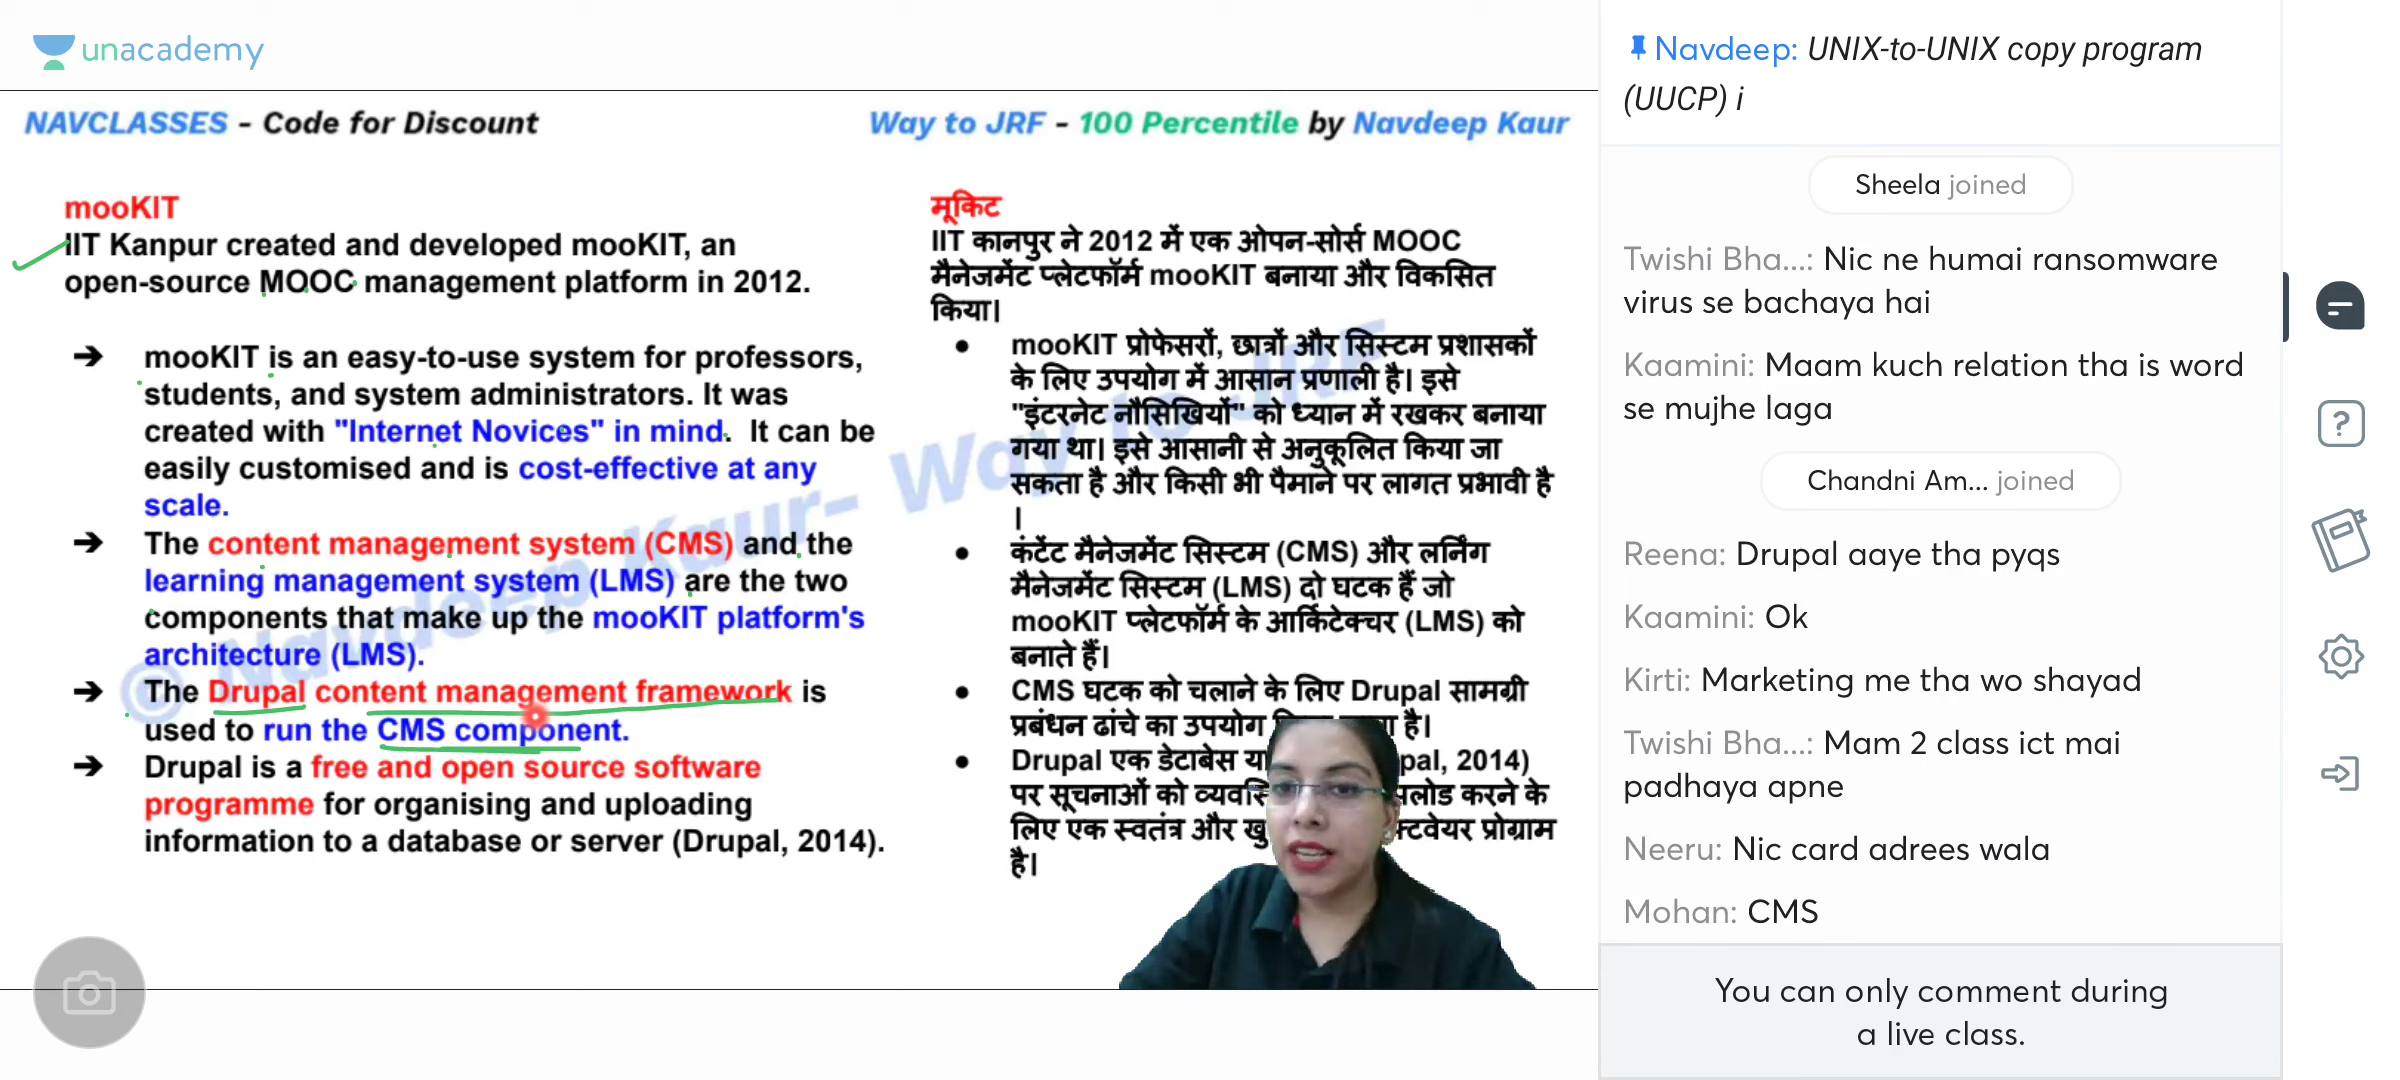 unacademy
NAVCLASSES - Code for Discount
Way to JRF - 100 Percentile by Navdeep Kaur
mooKIT
IIT Kanpur created and developed mooKIT, an
open-source MOOC management platform in 2012.
➔ mooKIT is an easy-to-use system for professors,
students, and system administrators. It was
created with "Internet Novices" in mind. It can be
easily customised and is cost-effective at any
scale.
➔ The content management system (CMS) and the
learning management system (LMS) are the two
components that make up the mooKIT platform's
architecture (LMS).
➔ The Drupal content management framework is
used to run the CMS component.
➔ Drupal is a free and open source software
programme for organising and uploading
information to a database or server (Drupal, 2014).
मूकिट
IIT कानपुर ने 2012 में एक ओपन-सोर्स MOOC
मैनेजमेंट प्लेटफॉर्म mooKIT बनाया और विकसित
किया।
● mooKIT प्रोफेसरों, छात्रों और सिस्टम प्रशासकों
के लिए उपयोग में आसान प्रणाली है। इसे
"इंटरनेट नौसिखियों" को ध्यान में रखकर बनाया
गया था। इसे आसानी से अनुकूलित किया जा
सकता है और किसी भी पैमाने पर लागत प्रभावी है
।
● कंटेंट मैनेजमेंट सिस्टम (CMS) और लर्निंग
मैनेजमेंट सिस्टम (LMS) दो घटक हैं जो
mooKIT प्लेटफॉर्म के आर्किटेक्चर (LMS) को
बनाते हैं।
● CMS घटक को चलाने के लिए Drupal सामग्री
प्रबंधन ढांचे का उपयोग है।
● Drupal एक डेटाबेस या 2014)
पर सूचनाओं को करने के
लिए एक स्वतंत्र और प्रोग्राम
है।
© Navdeep Kaur- Way to JRF
Navdeep: UNIX-to-UNIX copy program
(UUCP) i
Sheela joined
Twishi Bha...: Nic ne humai ransomware
virus se bachaya hai
Kaamini: Maam kuch relation tha is word
se mujhe laga
Chandni Am... joined
Reena: Drupal aaye tha pyqs
Kaamini: Ok
Kirti: Marketing me tha wo shayad
Twishi Bha...: Mam 2 class ict mai
padhaya apne
Neeru: Nic card adrees wala
Mohan: CMS
You can only comment during
a live class.